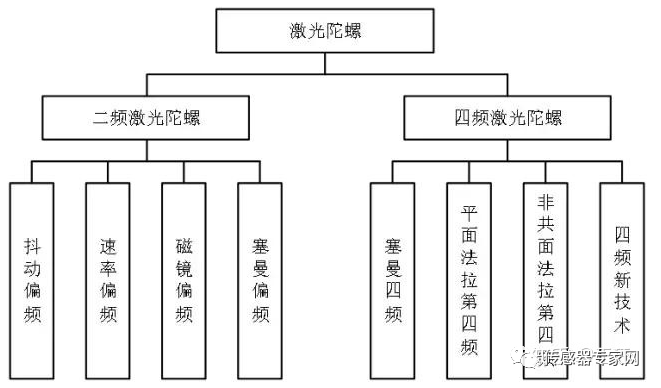 激光陀螺
二频激光陀螺
四频激光陀螺
抖动偏频
速率偏频
磁镜偏频
塞曼偏频
塞曼四频
平面法拉第四频
非共面法拉第四
四频新技术
传感器专家网